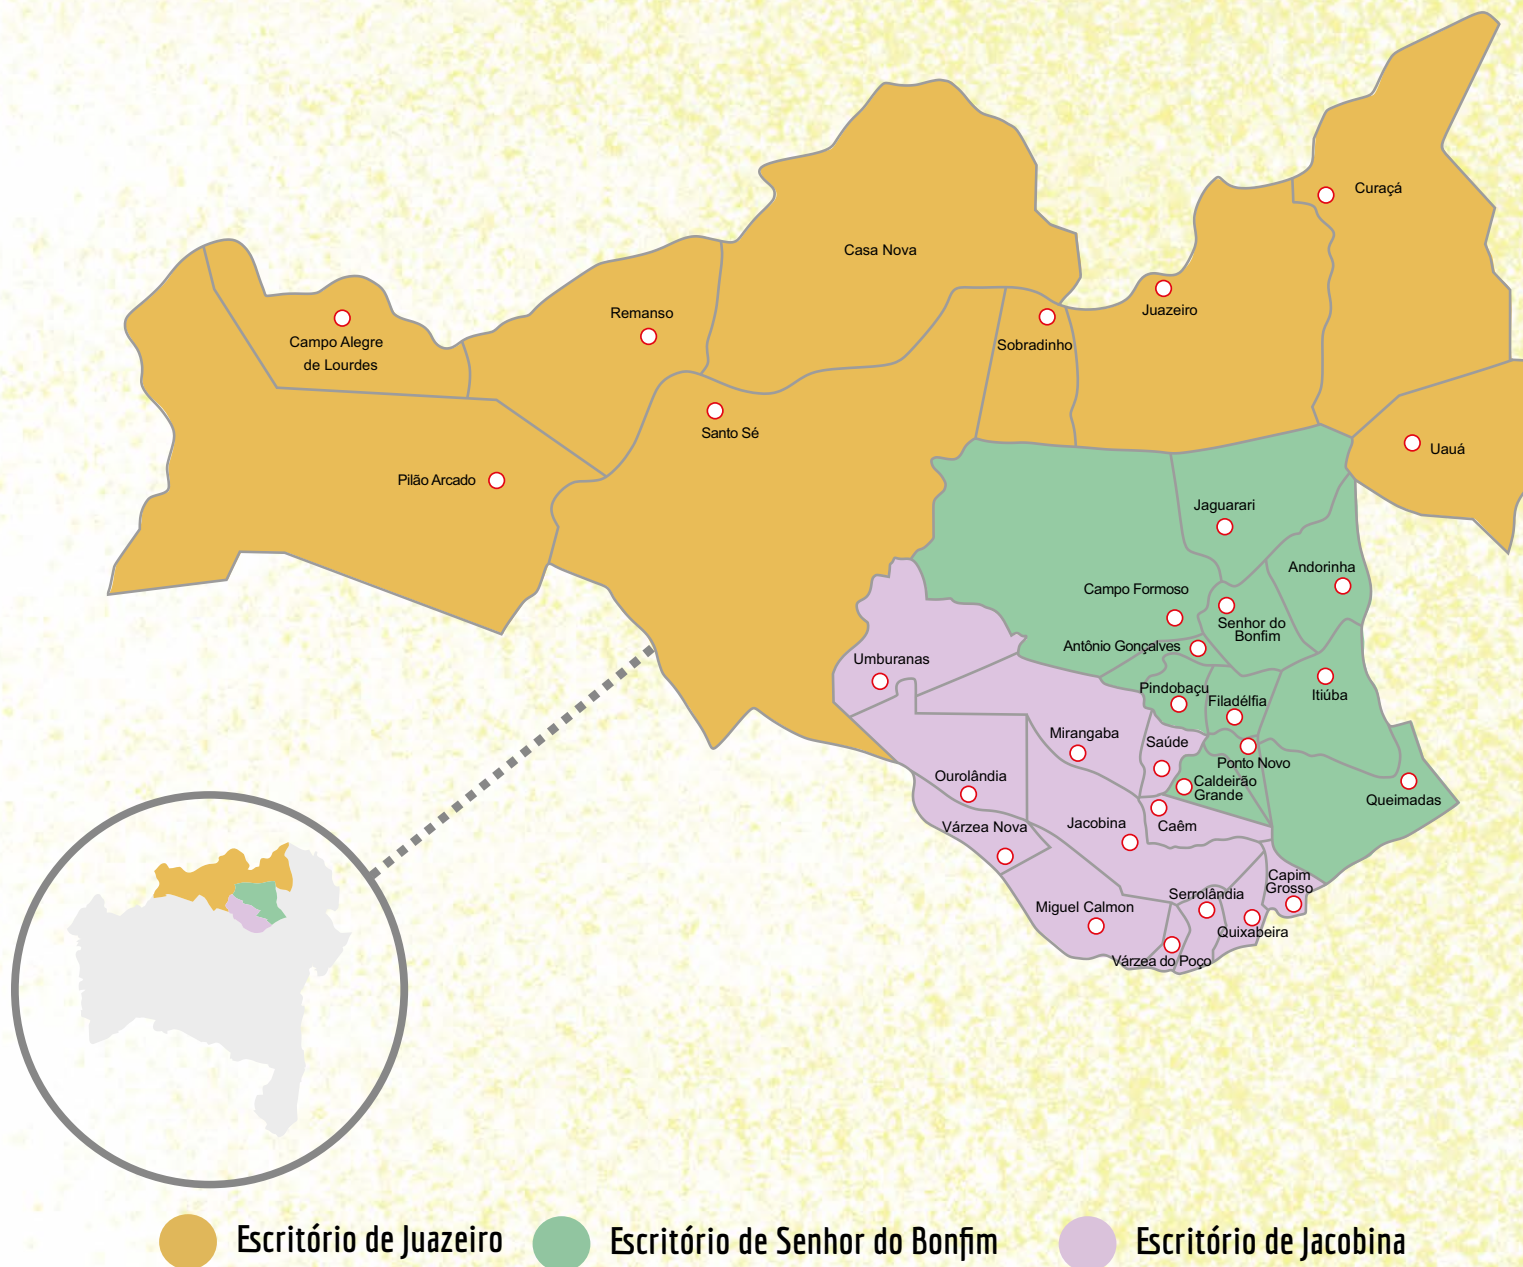 Curaçá
Casa Nova
Juazeiro
Remanso
Sobradinho
Campo Alegre
de Lourdes
Santo Sé
Uauá
Pilão Arcado
Jaguarari
Andorinha
Campo Formoso
Senhor do
Bonfim
Antônio Gonçalves
Umburanas
Pindobaçu
Itiúba
Filadélfia
Mirangaba
Saúde
Ponto Novo
Ourolândia
Caldeirão
Grande
Queimadas
Várzea Nova
Jacobina
Caêm
Capim
Grosso
Serrolândia
Miguel Calmon
Quixabeira
Várzea do Poço
Escritório de Juazeiro
Escritório de Senhor do Bonfim
Escritório de Jacobina